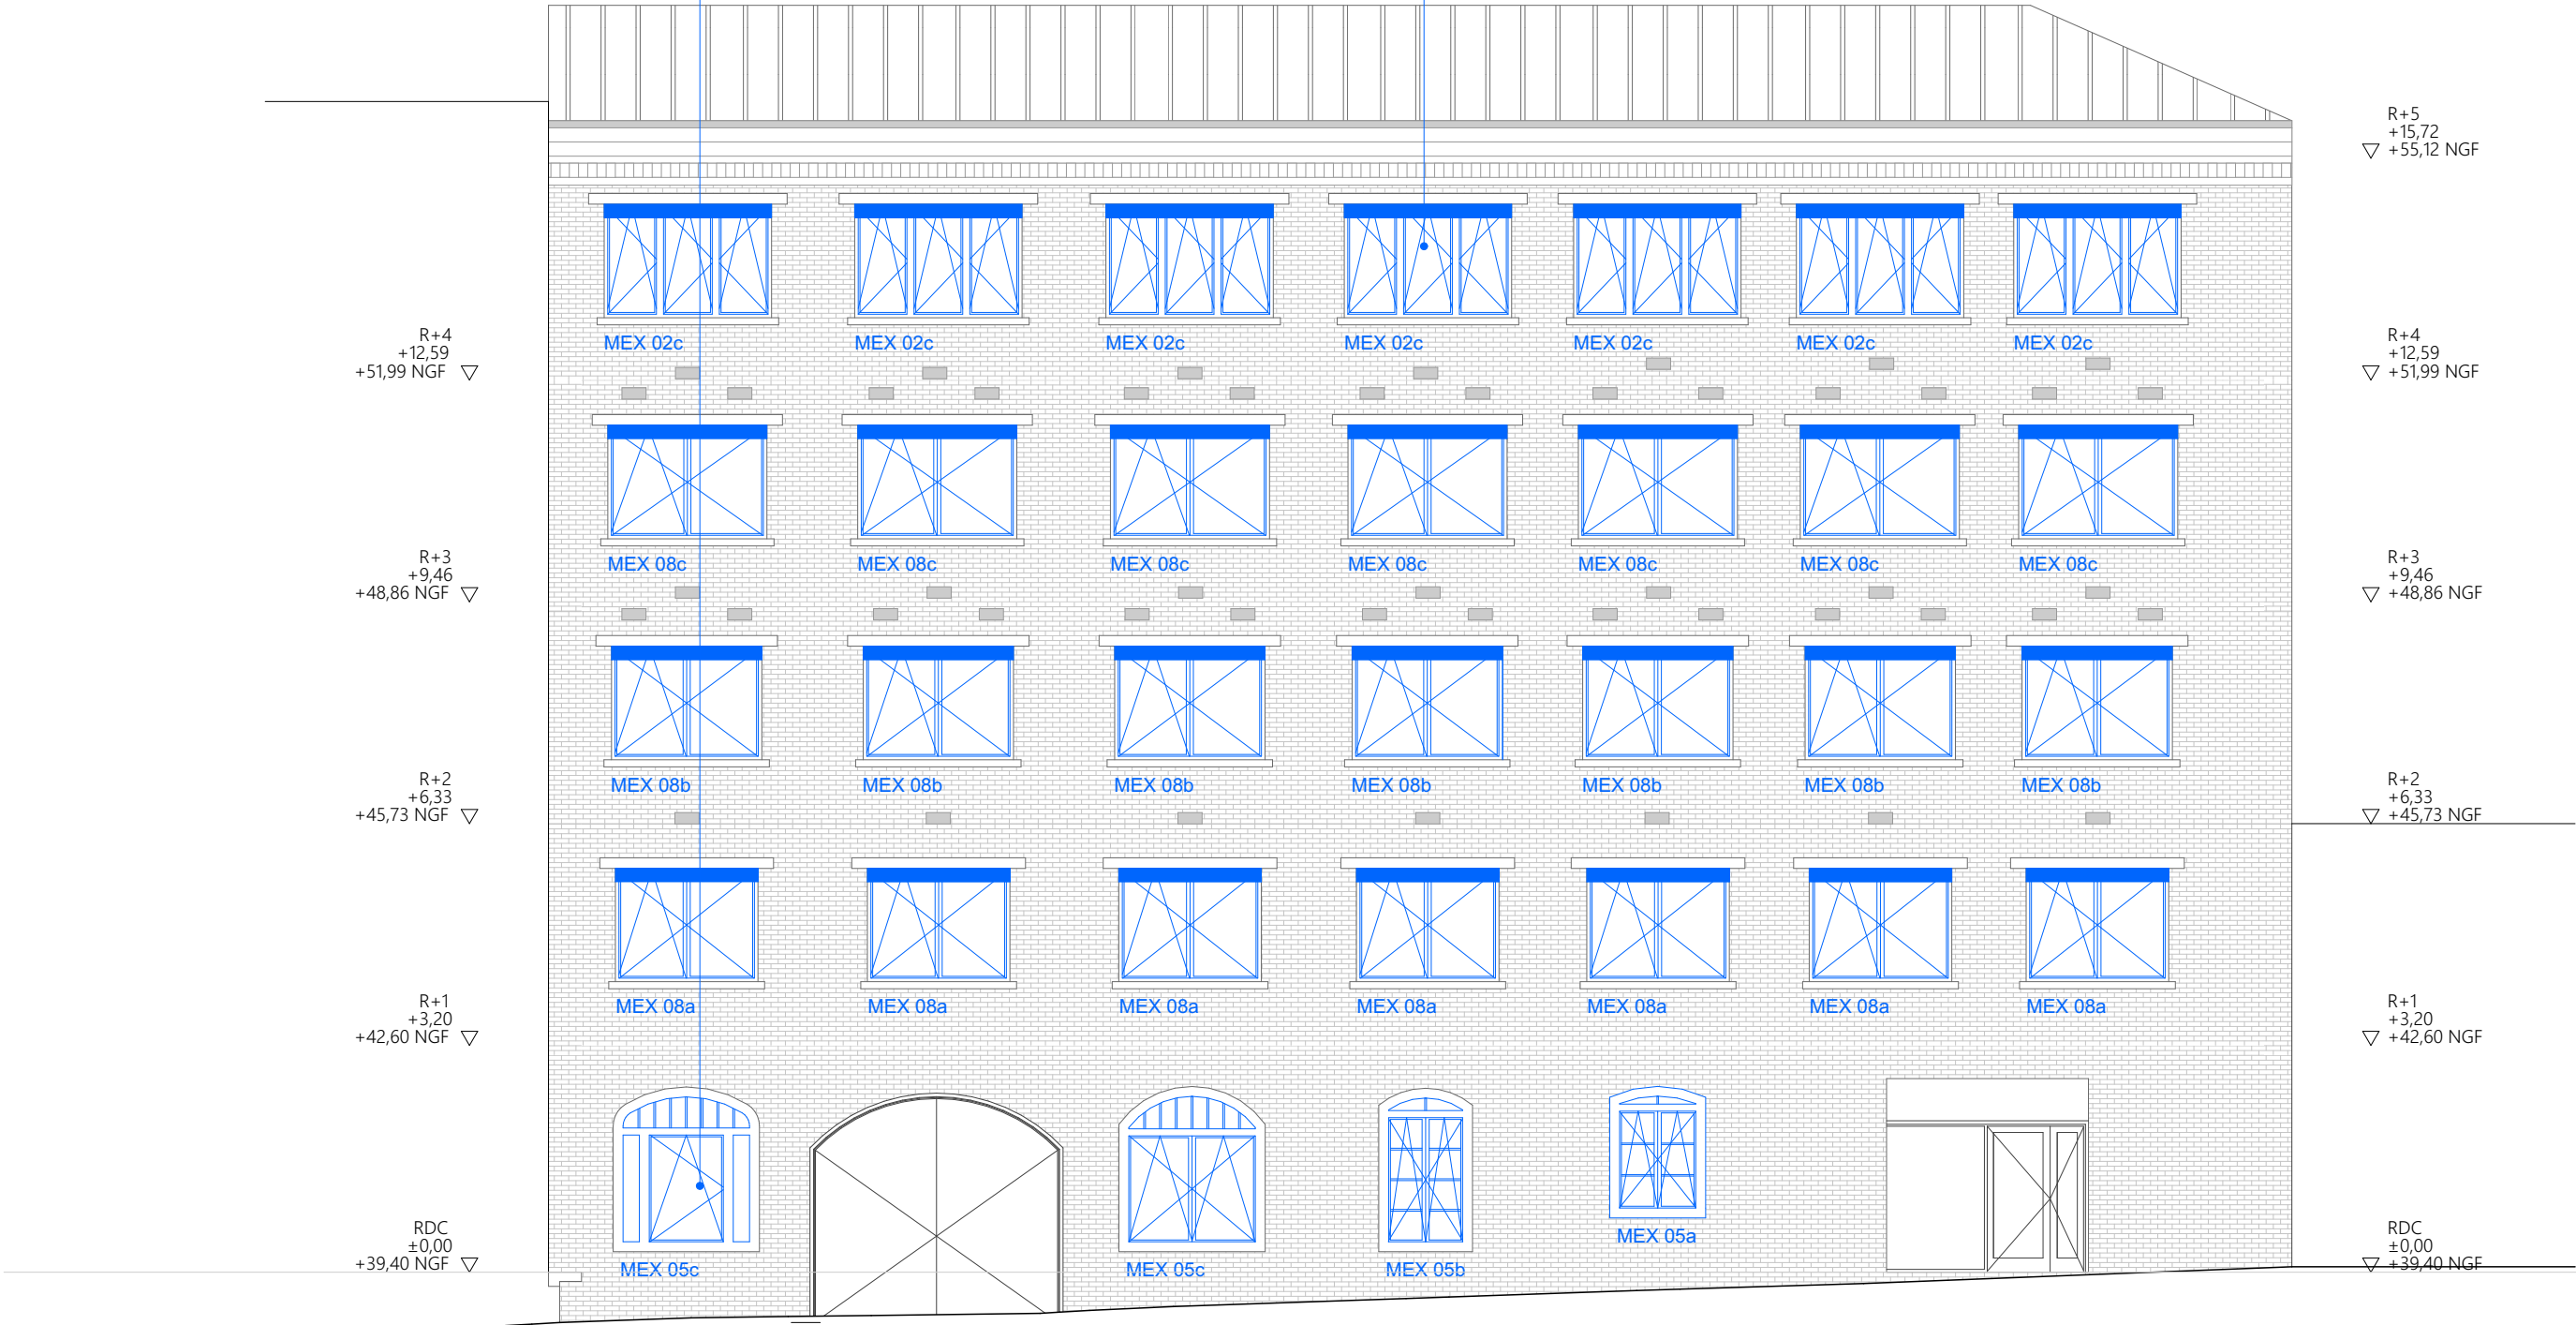 R+5
+15,72
+55,12 NGF
R+4
+12,59
+51,99 NGF
MEX 02c MEX 02c MEX 02c MEX 02c MEX 02c MEX 02c MEX 02c
R+4
+12,59
+51,99 NGF
R+3
+9,46
+48,86 NGF
MEX 08c MEX 08c MEX 08c MEX 08c MEX 08c MEX 08c MEX 08c
R+3
+9,46
+48,86 NGF
R+2
+6,33
+45,73 NGF
MEX 08b MEX 08b MEX 08b MEX 08b MEX 08b MEX 08b MEX 08b
R+2
+6,33
+45,73 NGF
R+1
+3,20
+42,60 NGF
MEX 08a MEX 08a MEX 08a MEX 08a MEX 08a MEX 08a MEX 08a
R+1
+3,20
+42,60 NGF
RDC
±0,00
+39,40 NGF
MEX 05c MEX 05c MEX 05b MEX 05a
RDC
±0,00
+39,40 NGF